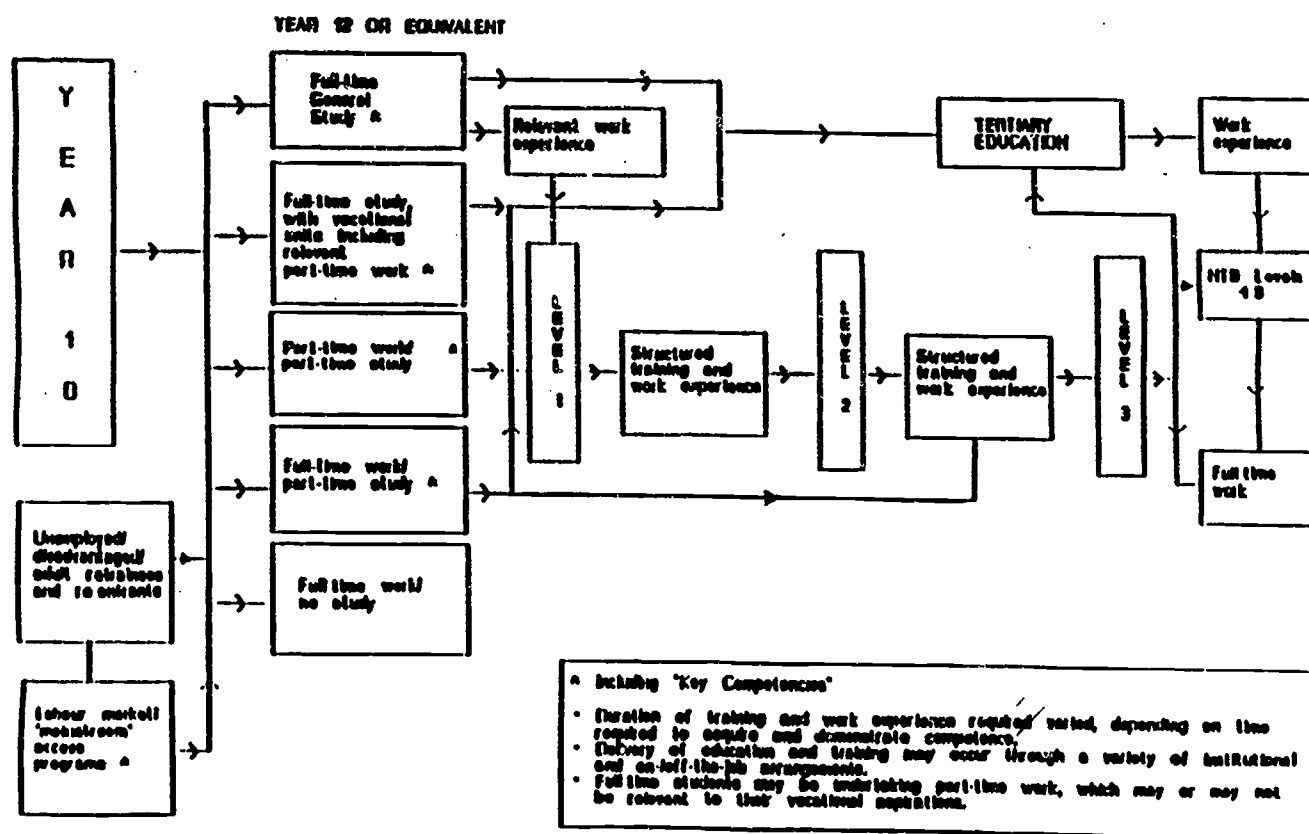 YEAR 12 OR EQUIVALENT
YEAR 10
Full-time
General
Study *
Relevant work
experience
TERTIARY
EDUCATION
Work
experience
Full-time study,
with vocational
units including
relevant
part-time work *
LEVEL 1
LEVEL 2
LEVEL 3
NTB Levels
Part-time work/ *
part-time study
Structured
training and
work experience
Structured
training and
work experience
Full-time work/
part-time study *
Full time
work
Unemployed/
disadvantaged/
adult retrainees
and re-entrants
Full time work/
no study
Labour market/
'mainstream'
access
programs *
* Including 'Key Competencies'
• Duration of training and work experience required varied, depending on time
required to acquire and demonstrate competence.
• Delivery of education and training may occur through a variety of institutional
and on-/off-the-job arrangements.
• Full time students may be undertaking part-time work, which may or may not
be relevant to their vocational aspirations.